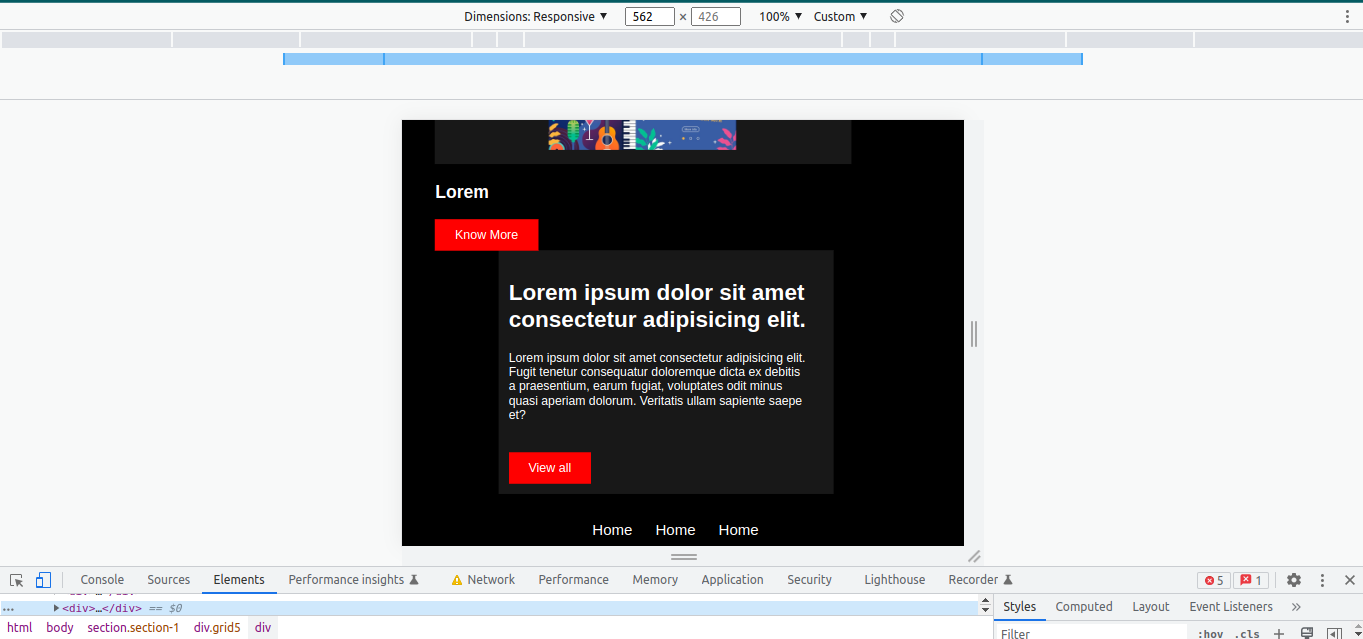 Dimensions: Responsive ▼ 562 × 426 100% ▼ Custom ▼
Lorem
Know More
Lorem ipsum dolor sit amet
consectetur adipisicing elit.
Lorem ipsum dolor sit amet consectetur adipisicing elit.
Fugit tenetur consequatur doloremque dicta ex debitis
a praesentium, earum fugiat, voluptates odit minus
quasi aperiam dolorum. Veritatis ullam sapiente saepe
et?
View all
Home Home Home
Console Sources Elements Performance insights Network Performance Memory Application Security Lighthouse Recorder 5 1
… <div>…</div> == $0
html body section.section-1 div.grid5 div
Styles Computed Layout Event Listeners »
Filter :hov .cls +